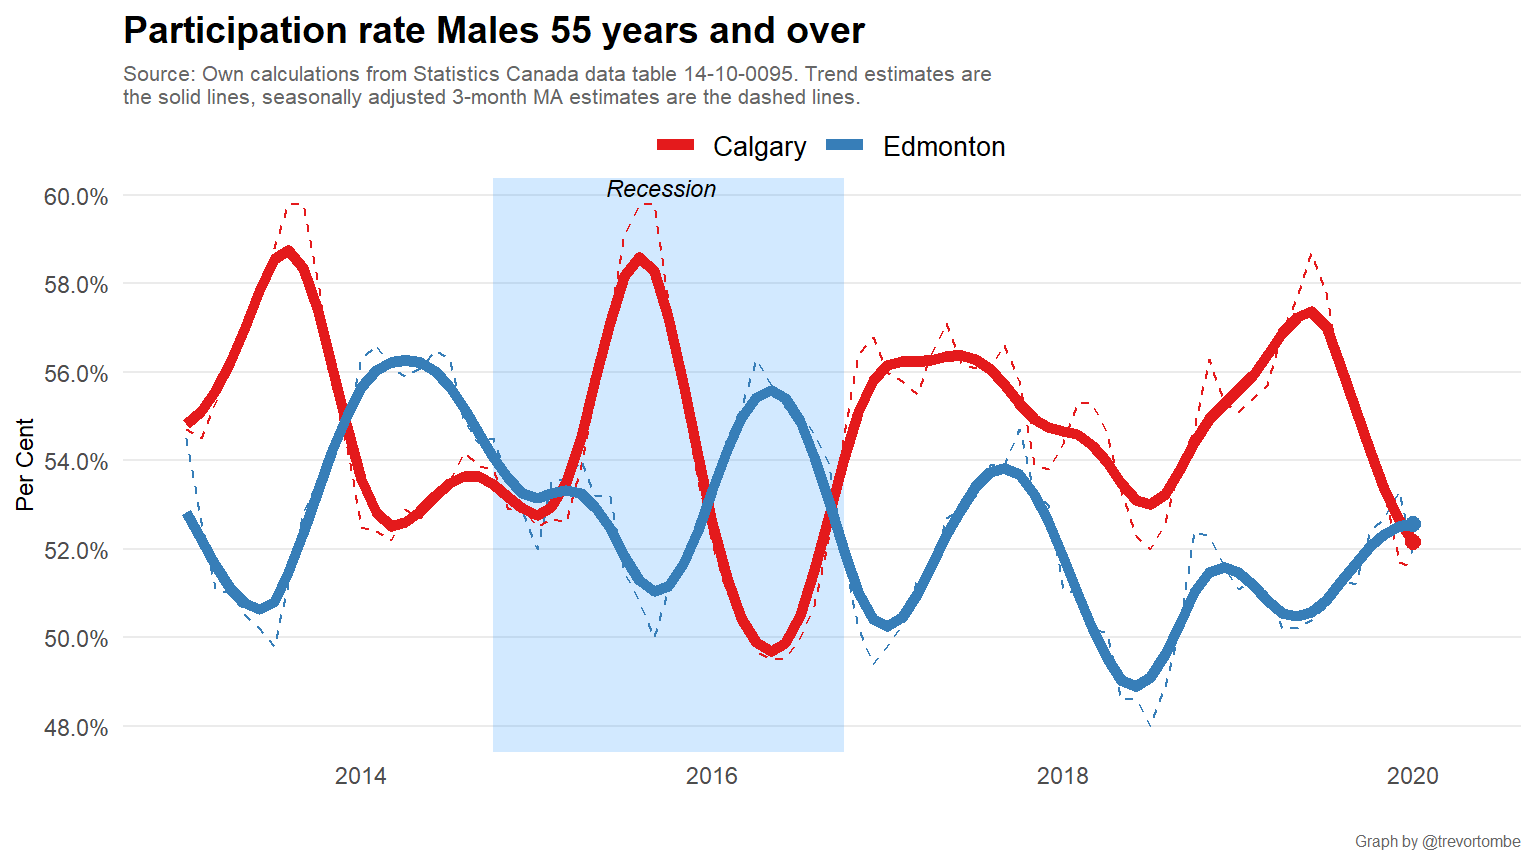 Participation rate Males 55 years and over
Source: Own calculations from Statistics Canada data table 14-10-0095. Trend estimates are
the solid lines, seasonally adjusted 3-month MA estimates are the dashed lines.
Calgary Edmonton
Recession
60.0%
58.0%
56.0%
54.0%
52.0%
50.0%
48.0%
Per Cent
2014 2016 2018 2020
Graph by @trevortombe